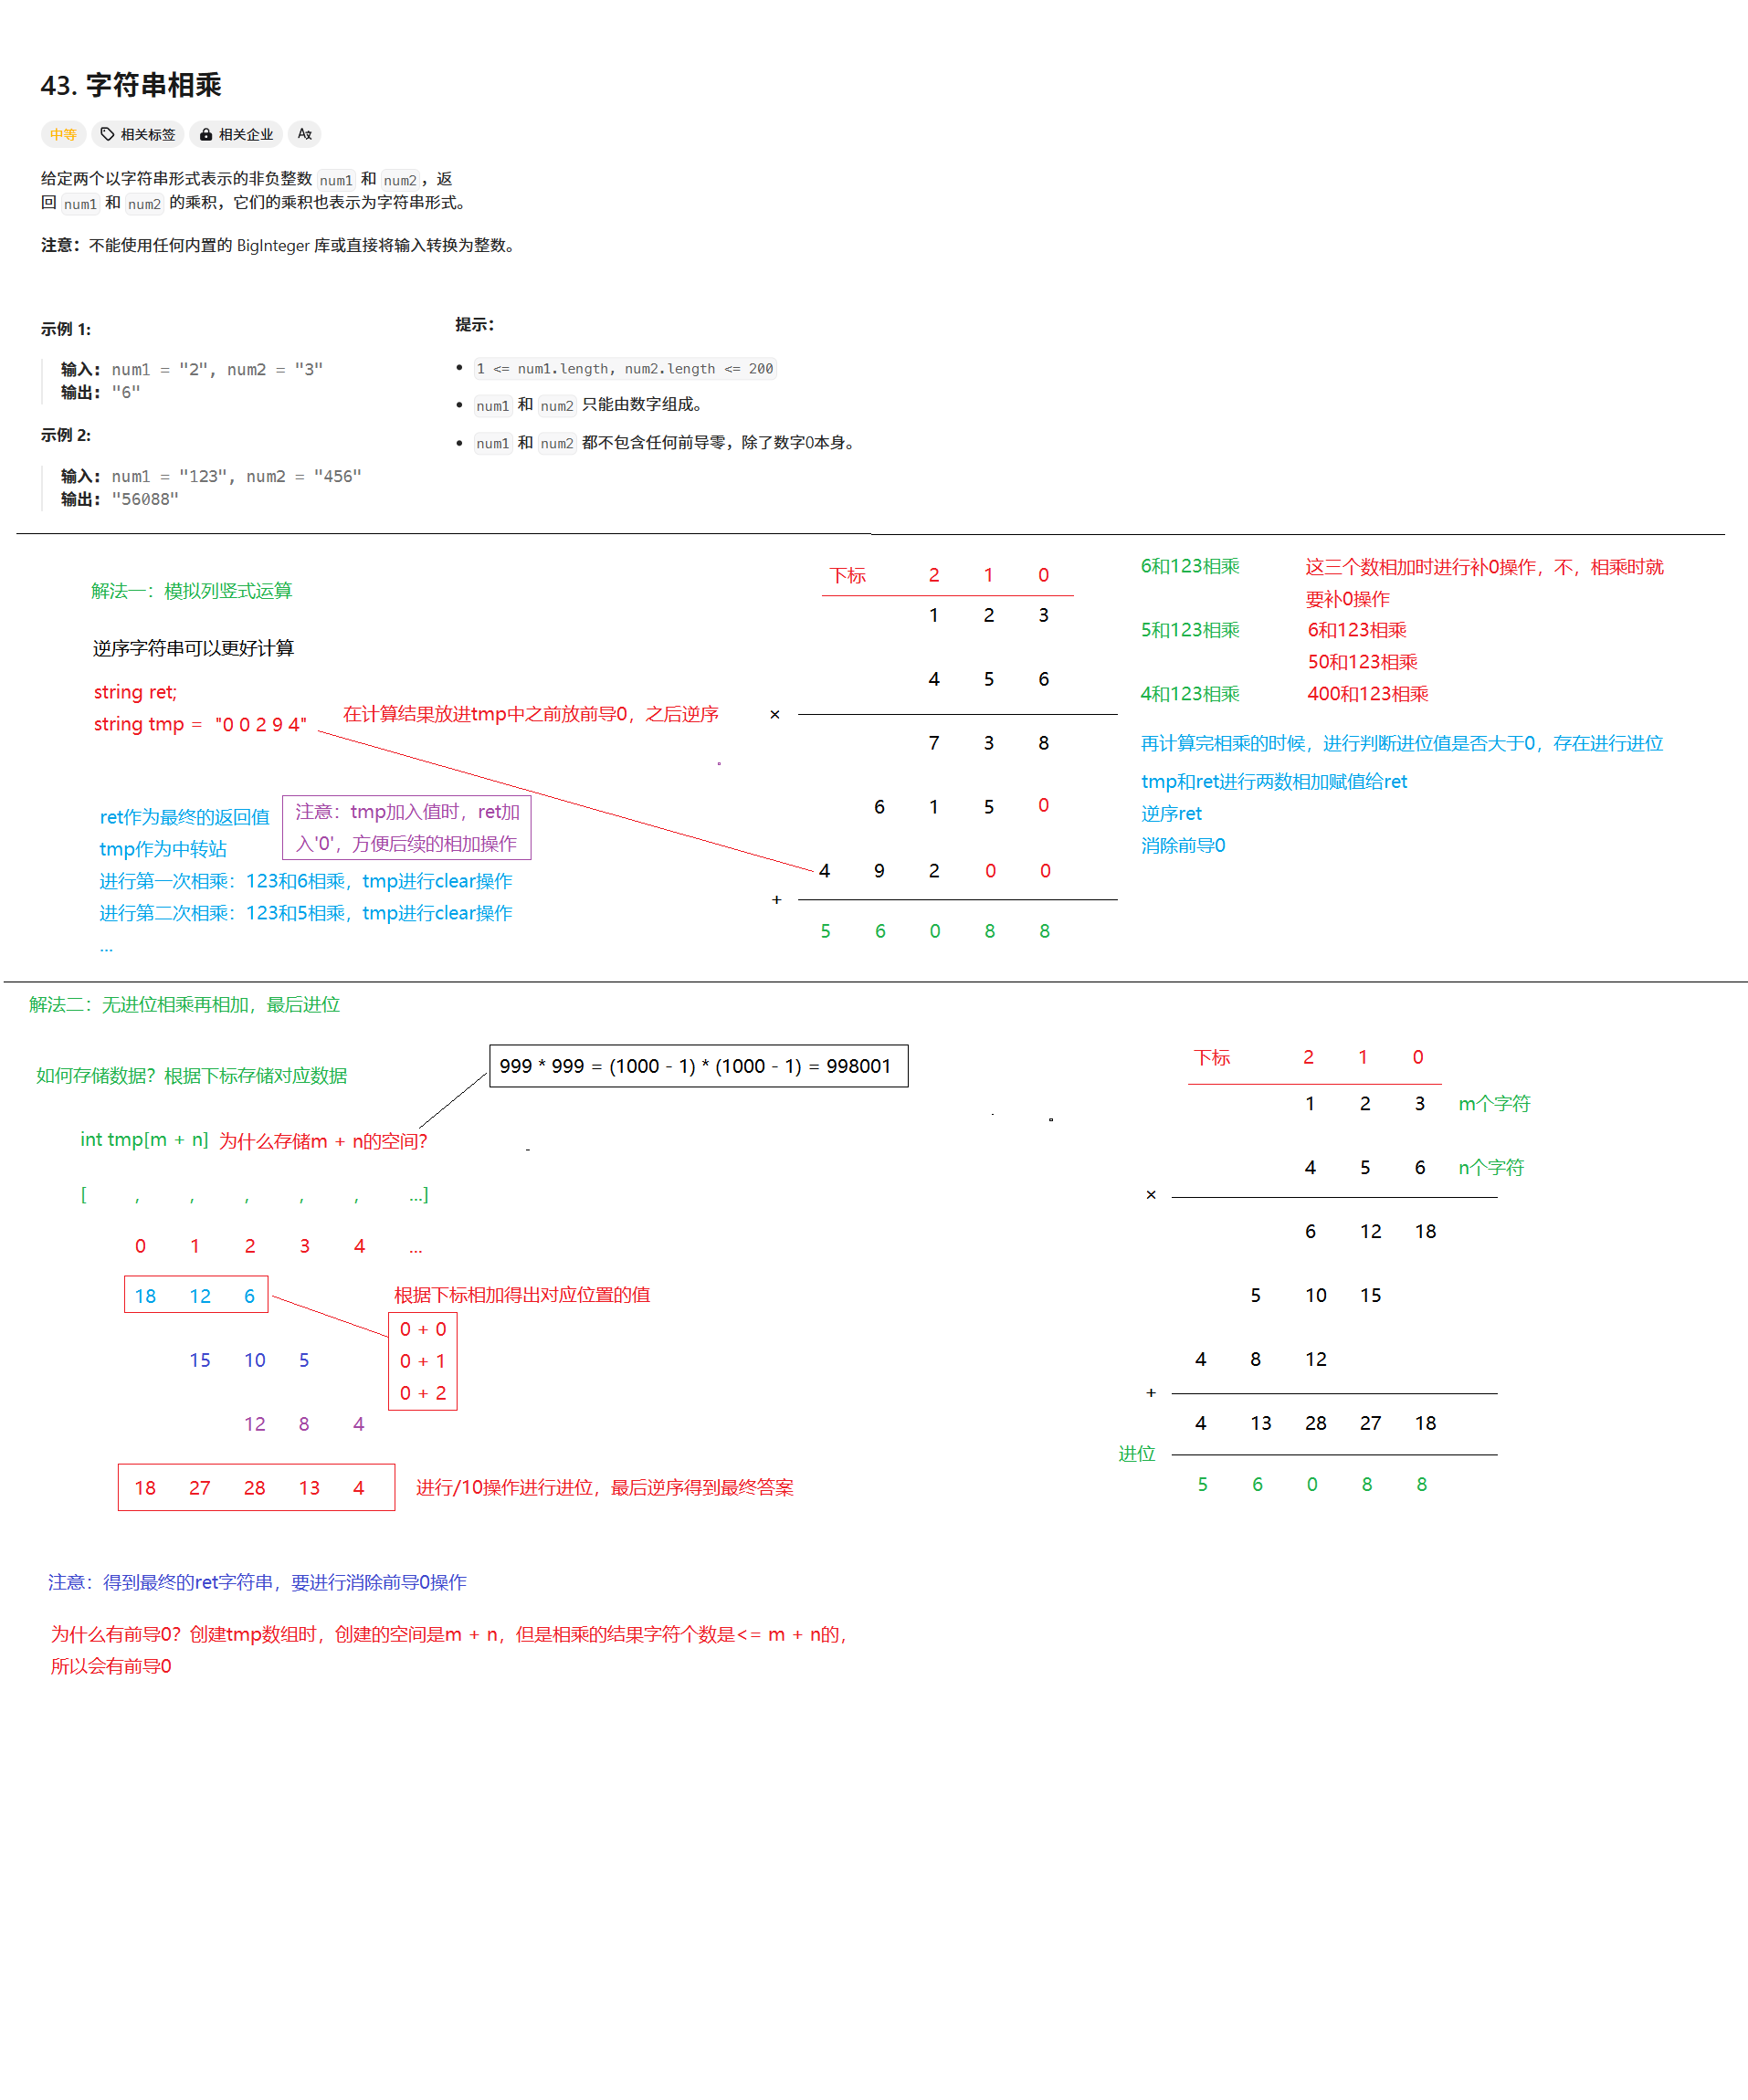 43. 字符串相乘
中等 相关标签 相关企业
给定两个以字符串形式表示的非负整数 num1 和 num2，返
回 num1 和 num2 的乘积，它们的乘积也表示为字符串形式。
注意：不能使用任何内置的 BigInteger 库或直接将输入转换为整数。
示例 1:
输入: num1 = "2", num2 = "3"
输出: "6"
示例 2:
输入: num1 = "123", num2 = "456"
输出: "56088"
提示：
• 1 <= num1.length, num2.length <= 200
• num1 和 num2 只能由数字组成。
• num1 和 num2 都不包含任何前导零，除了数字0本身。
解法一：模拟列竖式运算
逆序字符串可以更好计算
string ret;
string tmp = "0 0 2 9 4"
在计算结果放进tmp中之前放前导0，之后逆序
ret作为最终的返回值
tmp作为中转站
进行第一次相乘：123和6相乘，tmp进行clear操作
进行第二次相乘：123和5相乘，tmp进行clear操作
...
注意：tmp加入值时，ret加
入'0'，方便后续的相加操作
下标 2 1 0
1 2 3
4 5 6
×
7 3 8
6 1 5 0
4 9 2 0 0
+
5 6 0 8 8
6和123相乘
5和123相乘
4和123相乘
这三个数相加时进行补0操作，不，相乘时就
要补0操作
6和123相乘
50和123相乘
400和123相乘
再计算完相乘的时候，进行判断进位值是否大于0，存在进行进位
tmp和ret进行两数相加赋值给ret
逆序ret
消除前导0
解法二：无进位相乘再相加，最后进位
如何存储数据？根据下标存储对应数据
999 * 999 = (1000 - 1) * (1000 - 1) = 998001
int tmp[m + n] 为什么存储m + n的空间？
[ , , , , , ...]
0 1 2 3 4 ...
18 12 6
15 10 5
12 8 4
18 27 28 13 4
根据下标相加得出对应位置的值
0 + 0
0 + 1
0 + 2
进行/10操作进行进位，最后逆序得到最终答案
下标 2 1 0
1 2 3 m个字符
4 5 6 n个字符
×
6 12 18
5 10 15
4 8 12
+
4 13 28 27 18
进位
5 6 0 8 8
注意：得到最终的ret字符串，要进行消除前导0操作
为什么有前导0？创建tmp数组时，创建的空间是m + n，但是相乘的结果字符个数是<= m + n的，
所以会有前导0